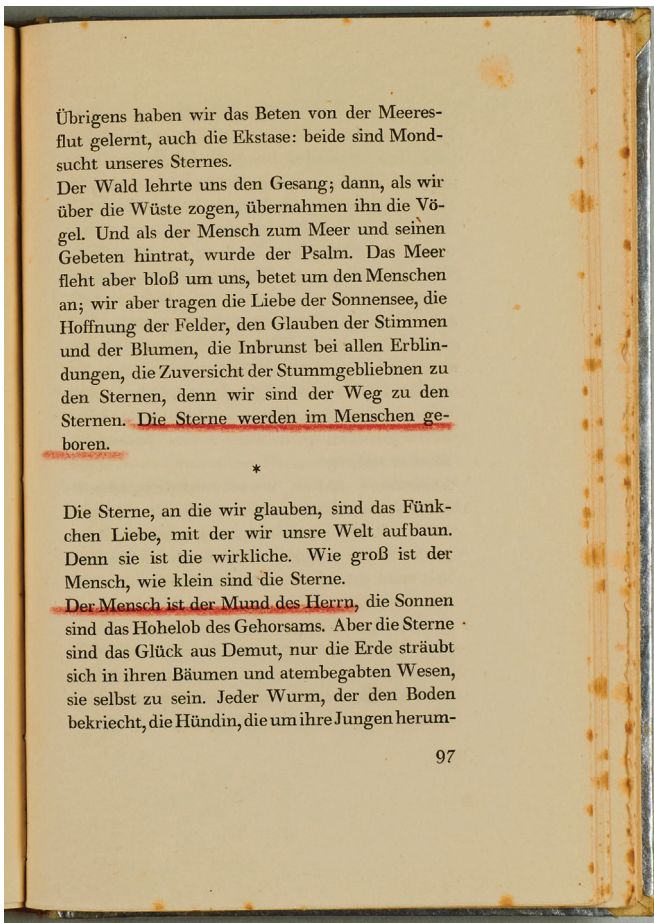 Übrigens haben wir das Beten von der Meeres-
flut gelernt, auch die Ekstase: beide sind Mond-
sucht unseres Sternes.
Der Wald lehrte uns den Gesang; dann, als wir
über die Wüste zogen, übernahmen ihn die Vö-
gel. Und als der Mensch zum Meer und seinen
Gebeten hintrat, wurde der Psalm. Das Meer
fleht aber bloß um uns, betet um den Menschen
an; wir aber tragen die Liebe der Sonnensee, die
Hoffnung der Felder, den Glauben der Stimmen
und der Blumen, die Inbrunst bei allen Erblin-
dungen, die Zuversicht der Stummgebliebnen zu
den Sternen, denn wir sind der Weg zu den
Sternen. Die Sterne werden im Menschen ge-
boren.
*
Die Sterne, an die wir glauben, sind das Fünk-
chen Liebe, mit der wir unsre Welt aufbaun.
Denn sie ist die wirkliche. Wie groß ist der
Mensch, wie klein sind die Sterne.
Der Mensch ist der Mund des Herrn, die Sonnen
sind das Hohelob des Gehorsams. Aber die Sterne
sind das Glück aus Demut, nur die Erde sträubt
sich in ihren Bäumen und atembegabten Wesen,
sie selbst zu sein. Jeder Wurm, der den Boden
bekriecht, die Hündin, die um ihre Jungen herum-
97